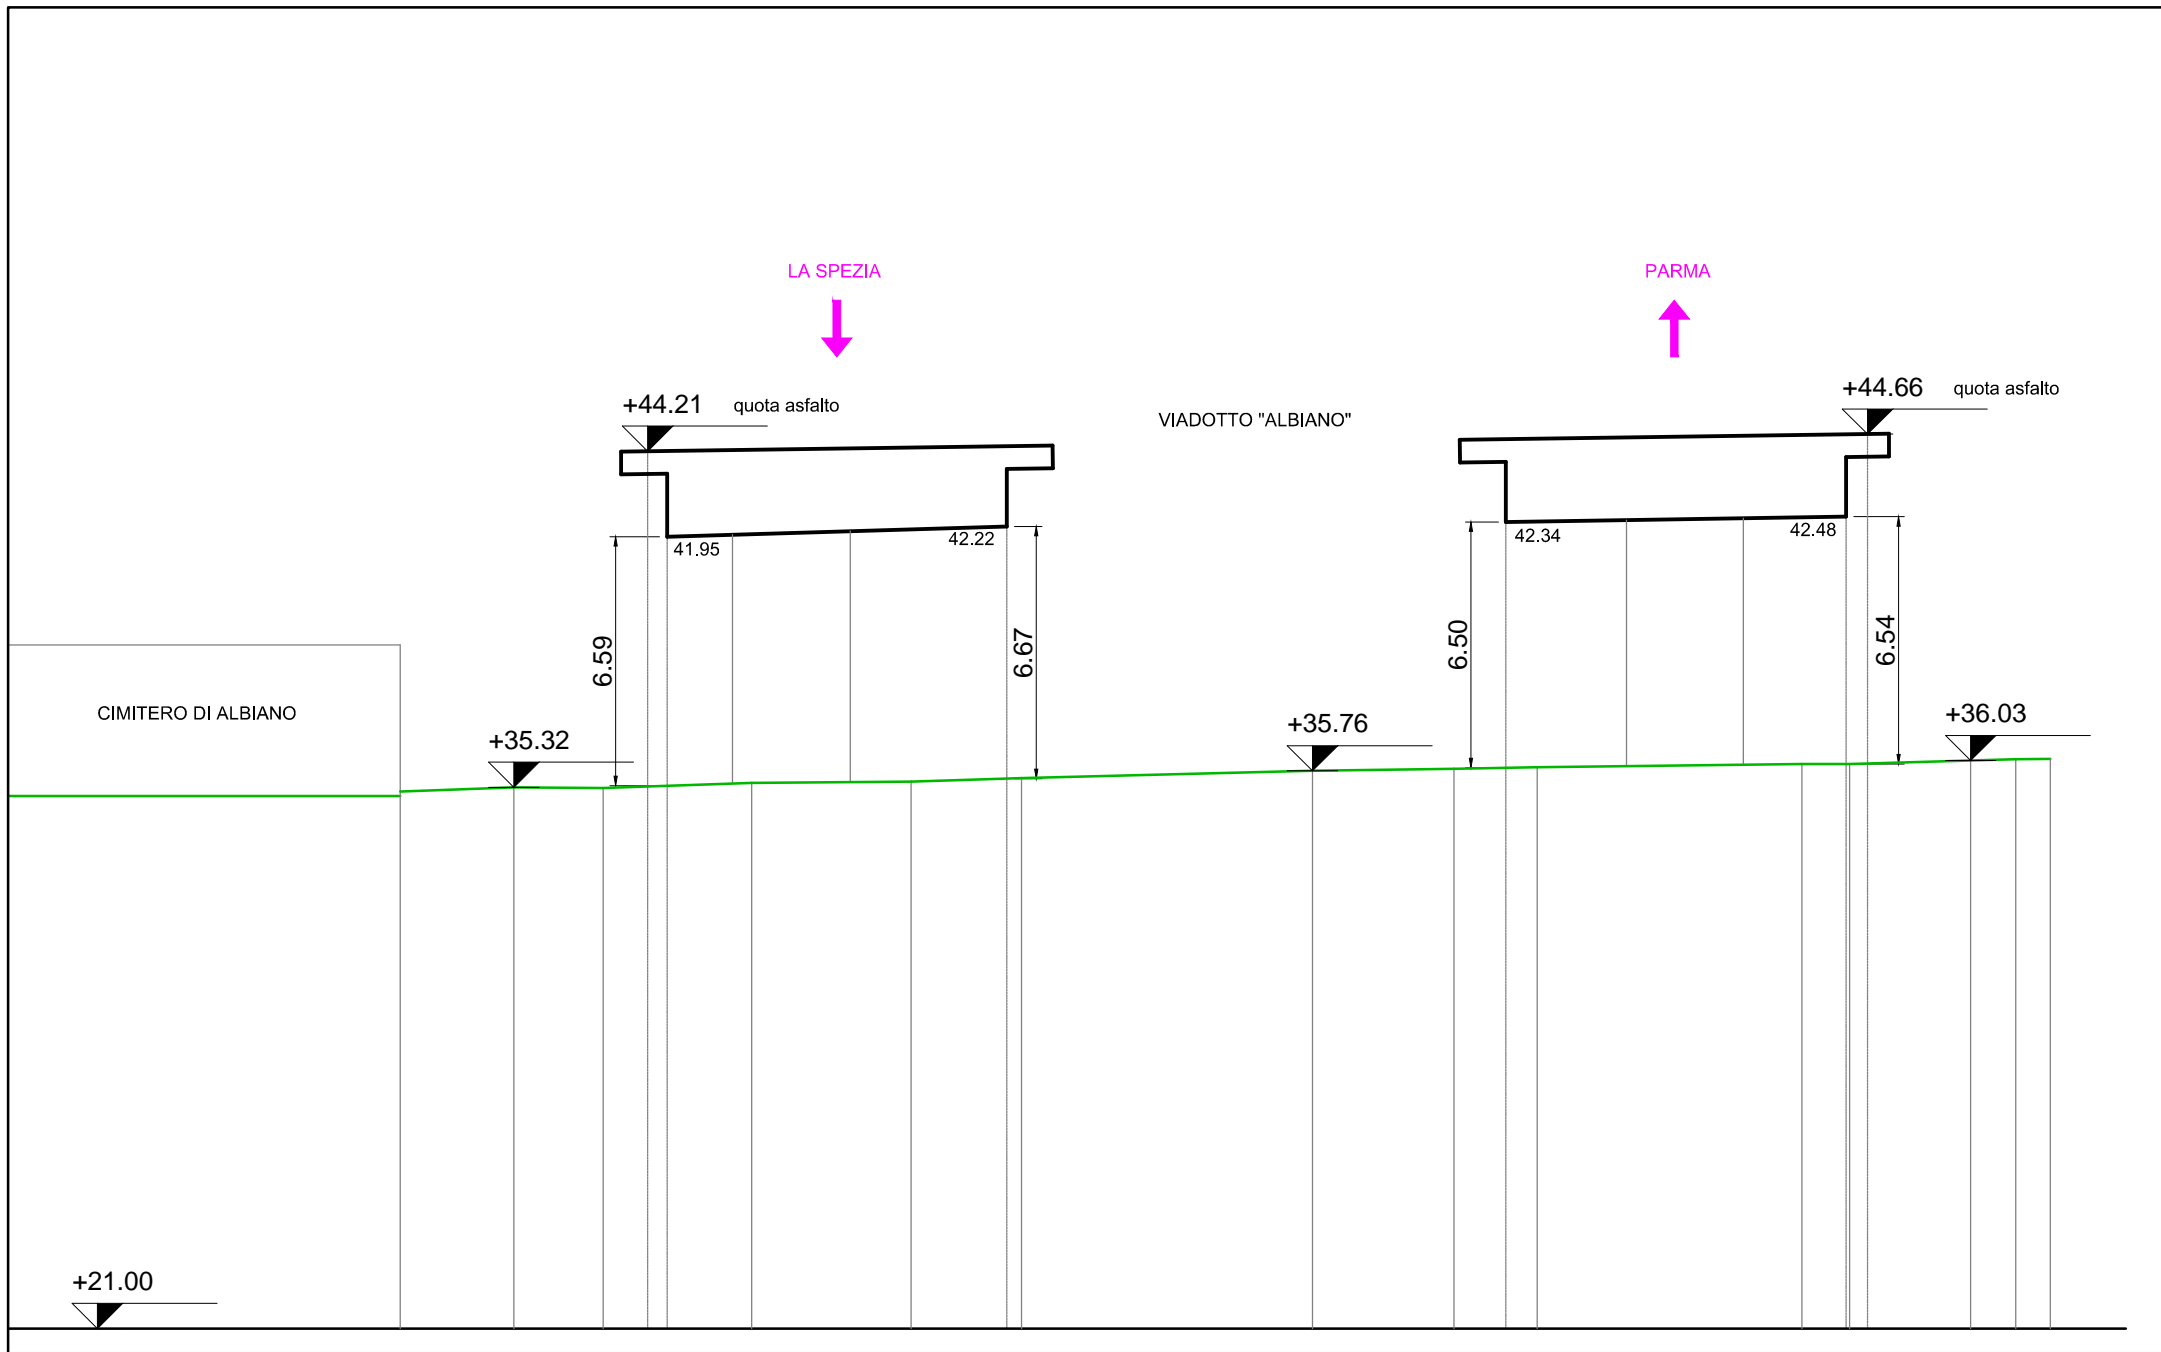 LA SPEZIA
PARMA
+44.21 quota asfalto
VIADOTTO "ALBIANO"
+44.66 quota asfalto
41.95
42.22
42.34
42.48
6.59
6.67
6.50
6.54
CIMITERO DI ALBIANO
+35.32
+35.76
+36.03
+21.00